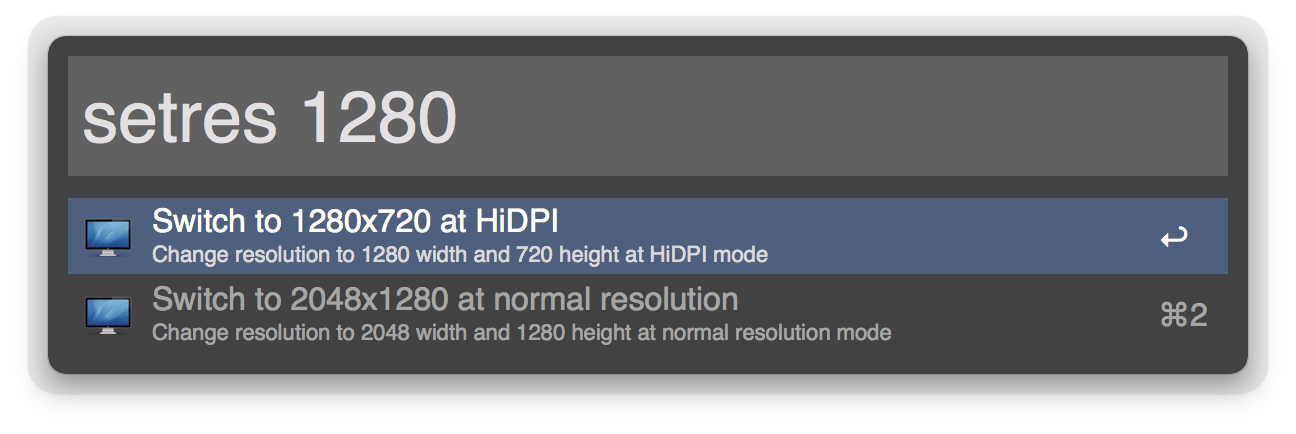 setres 1280
Switch to 1280x720 at HiDPI
Change resolution to 1280 width and 720 height at HiDPI mode
↩
Switch to 2048x1280 at normal resolution
Change resolution to 2048 width and 1280 height at normal resolution mode
⌘2